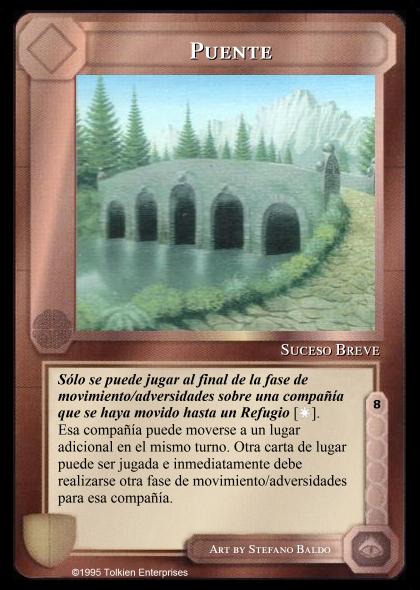 Puente
Suceso Breve
Sólo se puede jugar al final de la fase de
movimiento/adversidades sobre una compañía
que se haya movido hasta un Refugio [☀].
Esa compañía puede moverse a un lugar
adicional en el mismo turno. Otra carta de lugar
puede ser jugada e inmediatamente debe
realizarse otra fase de movimiento/adversidades
para esa compañía.
8
Art by Stefano Baldo
©1995 Tolkien Enterprises